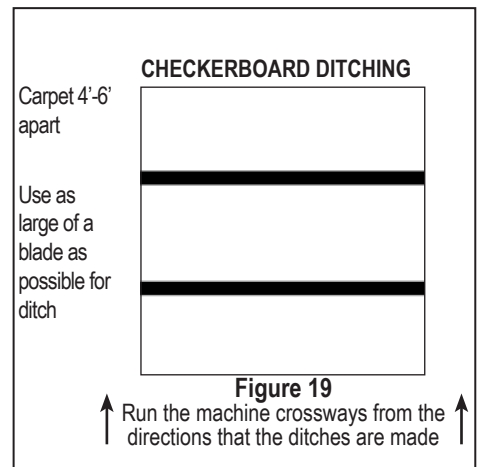 CHECKERBOARD DITCHING
Carpet 4’-6’
apart
Use as
large of a
blade as
possible for
ditch
Figure 19
Run the machine crossways from the
directions that the ditches are made